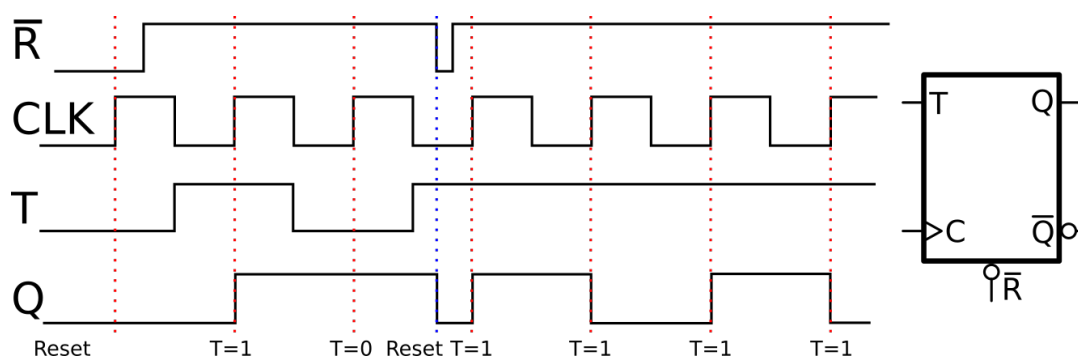 R̅
CLK
T
Q
Reset T=1 T=0 Reset T=1 T=1 T=1 T=1
T Q
C Q̅
R̅